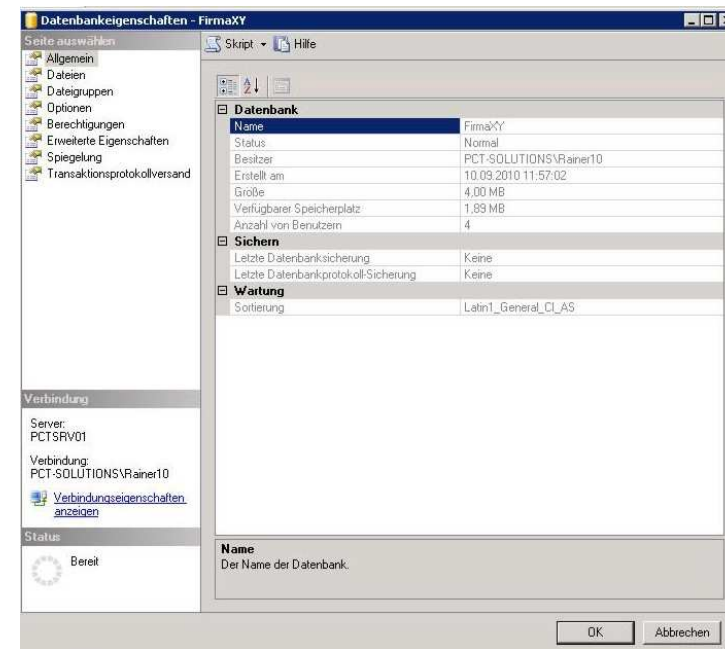 Datenbankeigenschaften - FirmaXY
Seite auswählen
Allgemein
Dateien
Dateigruppen
Optionen
Berechtigungen
Erweiterte Eigenschaften
Spiegelung
Transaktionsprotokollversand
Skript
Hilfe
Datenbank
Name FirmaXY
Status Normal
Besitzer PCT-SOLUTIONS\Rainer10
Erstellt am 10.09.2010 11:57:02
Größe 4,00 MB
Verfügbarer Speicherplatz 1,89 MB
Anzahl von Benutzern 4
Sichern
Letzte Datenbanksicherung Keine
Letzte Datenbankprotokoll-Sicherung Keine
Wartung
Sortierung Latin1_General_CI_AS
Verbindung
Server:
PCTSRV01
Verbindung:
PCT-SOLUTIONS\Rainer10
Verbindungseigenschaften
anzeigen
Status
Bereit
Name
Der Name der Datenbank.
OK
Abbrechen